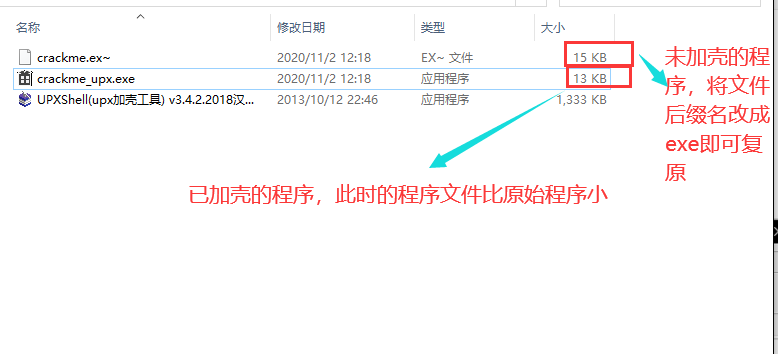 名称 修改日期 类型 大小
crackme.ex~ 2020/11/2 12:18 EX~ 文件 15 KB
crackme_upx.exe 2020/11/2 12:18 应用程序 13 KB
UPXShell(upx加壳工具) v3.4.2.2018汉... 2013/10/12 22:46 应用程序 1,333 KB
未加壳的程
序，将文件
后缀名改成
exe即可复
原
已加壳的程序，此时的程序文件比原始程序小